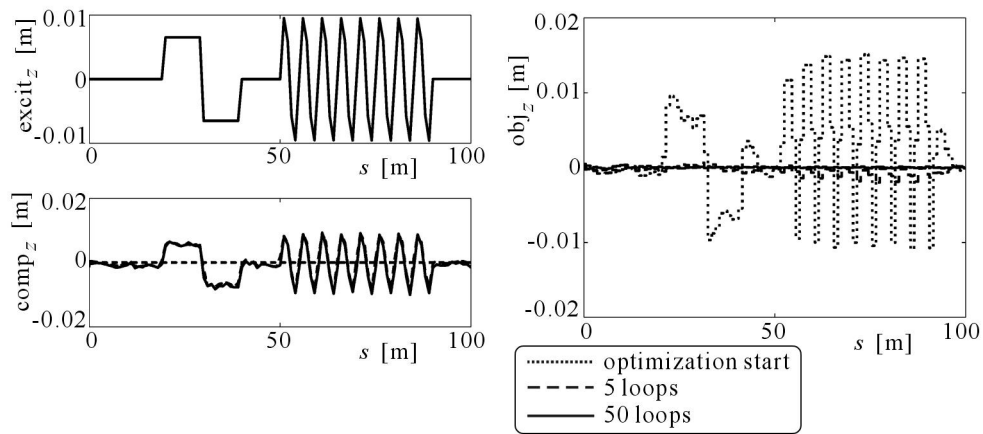 0.01
0
-0.01
excit_z [m]
0 50 100
s [m]
0.02
0
-0.02
comp_z [m]
0 50 100
s [m]
0.02
0.01
0
-0.01
-0.02
obj_z [m]
0 50 100
s [m]
optimization start
5 loops
50 loops